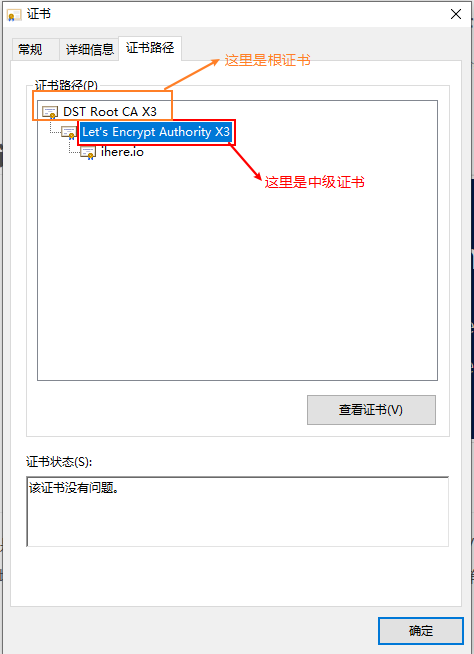 证书
常规
详细信息
证书路径
证书路径(P)
这里是根证书
DST Root CA X3
Let's Encrypt Authority X3
ihere.io
这里是中级证书
查看证书(V)
证书状态(S):
该证书没有问题。
确定